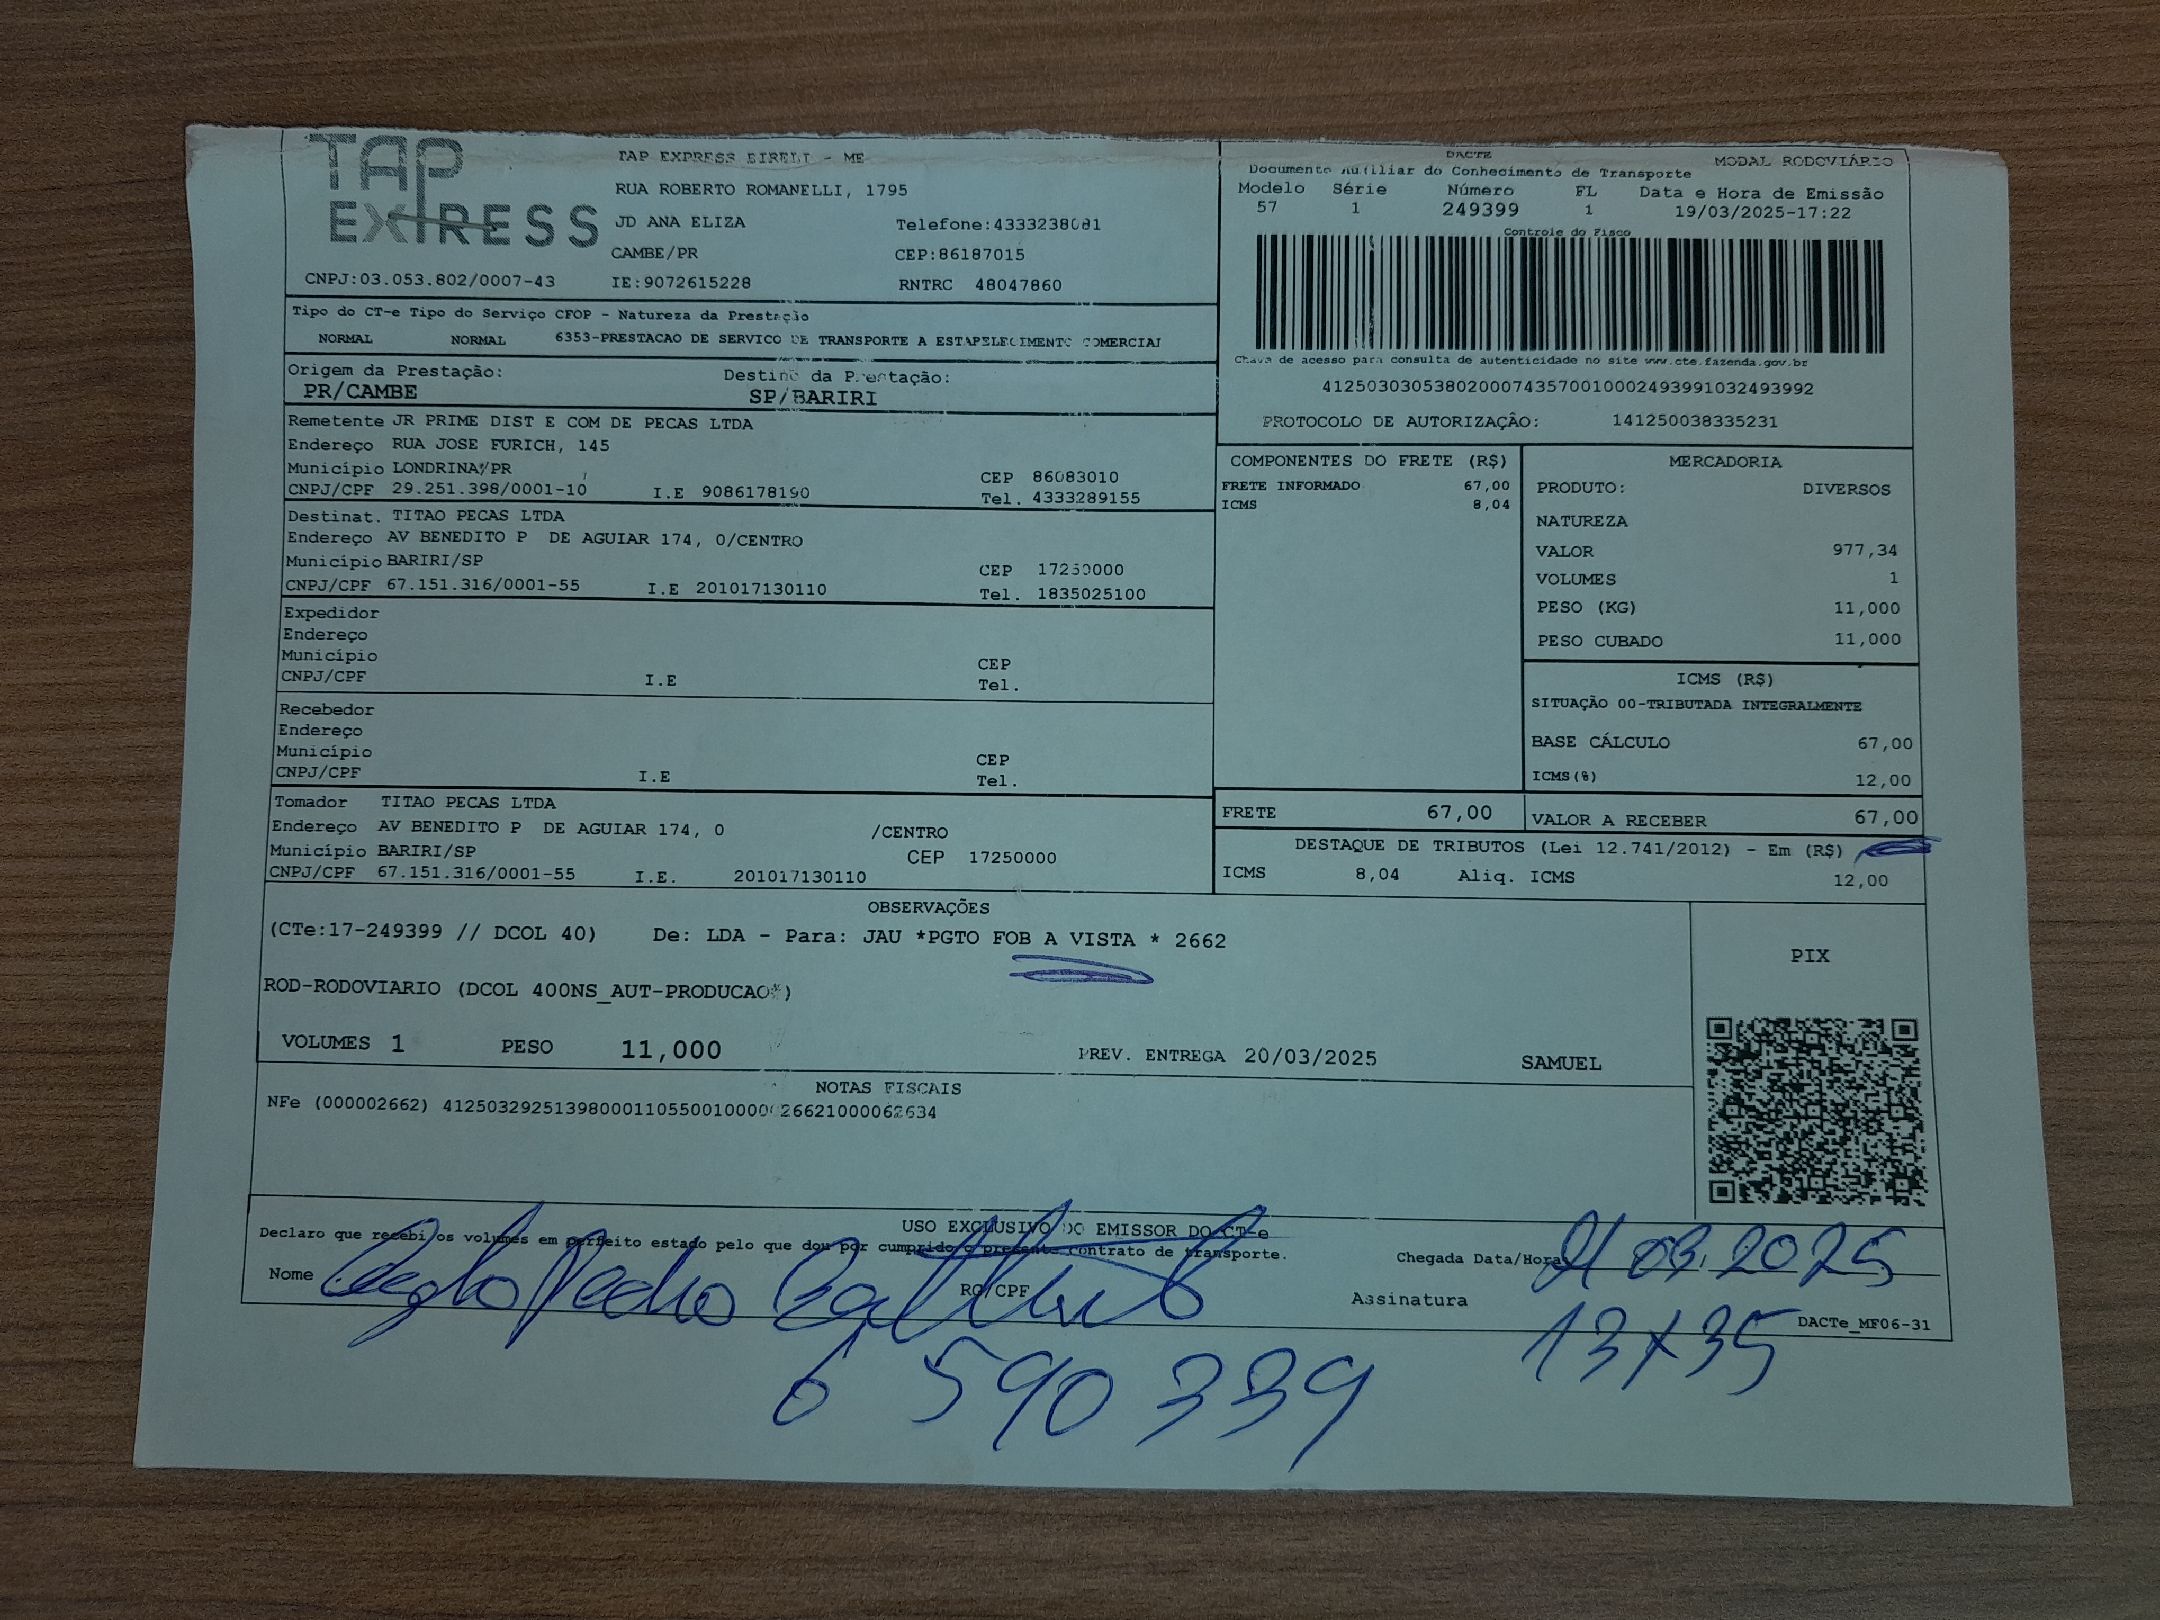 TAP EXPRESS
TAP EXPRESS EIRELI - ME
RUA ROBERTO ROMANELLI, 1795
JD ANA ELIZA Telefone:4333238081
CAMBE/PR CEP:86187015
CNPJ:03.053.802/0007-43 IE:9072615228 RNTRC 48047860
DACTE MODAL RODOVIÁRIO
Documento Auxiliar do Conhecimento de Transporte
Modelo Série Número FL Data e Hora de Emissão
57 1 249399 1 19/03/2025-17:22
Controle do Fisco
Chave de acesso para consulta de autenticidade no site www.cte.fazenda.gov.br
41250303053802000743570010002493991032493992
PROTOCOLO DE AUTORIZAÇÃO: 141250038335231
Tipo do CT-e Tipo do Serviço CFOP - Natureza da Prestação
NORMAL NORMAL 6353-PRESTACAO DE SERVICO DE TRANSPORTE A ESTABELECIMENTO COMERCIAL
Origem da Prestação: Destino da Prestação:
PR/CAMBE SP/BARIRI
Remetente JR PRIME DIST E COM DE PECAS LTDA
Endereço RUA JOSE FURICH, 145
Município LONDRINA/PR CEP 86083010
CNPJ/CPF 29.251.398/0001-10 I.E 9086178190 Tel. 4333289155
Destinat. TITAO PECAS LTDA
Endereço AV BENEDITO P DE AGUIAR 174, 0/CENTRO
Município BARIRI/SP CEP 17250000
CNPJ/CPF 67.151.316/0001-55 I.E 201017130110 Tel. 1835025100
Expedidor
Endereço
Município CEP
CNPJ/CPF I.E Tel.
Recebedor
Endereço
Município CEP
CNPJ/CPF I.E Tel.
Tomador TITAO PECAS LTDA
Endereço AV BENEDITO P DE AGUIAR 174, 0 /CENTRO
Município BARIRI/SP CEP 17250000
CNPJ/CPF 67.151.316/0001-55 I.E. 201017130110
COMPONENTES DO FRETE (R$)
FRETE INFORMADO 67,00
ICMS 8,04
MERCADORIA
PRODUTO: DIVERSOS
NATUREZA
VALOR 977,34
VOLUMES 1
PESO (KG) 11,000
PESO CUBADO 11,000
ICMS (R$)
SITUAÇÃO 00-TRIBUTADA INTEGRALMENTE
BASE CÁLCULO 67,00
ICMS(%) 12,00
FRETE 67,00 VALOR A RECEBER 67,00
DESTAQUE DE TRIBUTOS (Lei 12.741/2012) - Em (R$)
ICMS 8,04 Aliq. ICMS 12,00
OBSERVAÇÕES
(CTe:17-249399 // DCOL 40) De: LDA - Para: JAU *PGTO FOB A VISTA * 2662
ROD-RODOVIARIO (DCOL 400NS_AUT-PRODUCAO*)
VOLUMES 1 PESO 11,000 PREV. ENTREGA 20/03/2025 SAMUEL
PIX
NOTAS FISCAIS
NFe (000002662) 41250329251398000110550010000026621000062634
USO EXCLUSIVO DO EMISSOR DO CT-e
Declaro que recebi os volumes em perfeito estado pelo que dou por cumprido o presente contrato de transporte.
Chegada Data/Hora 21 03.2025
Nome Pedro RG/CPF Assinatura
13 35
DACTe_MF06-31
6 590 339